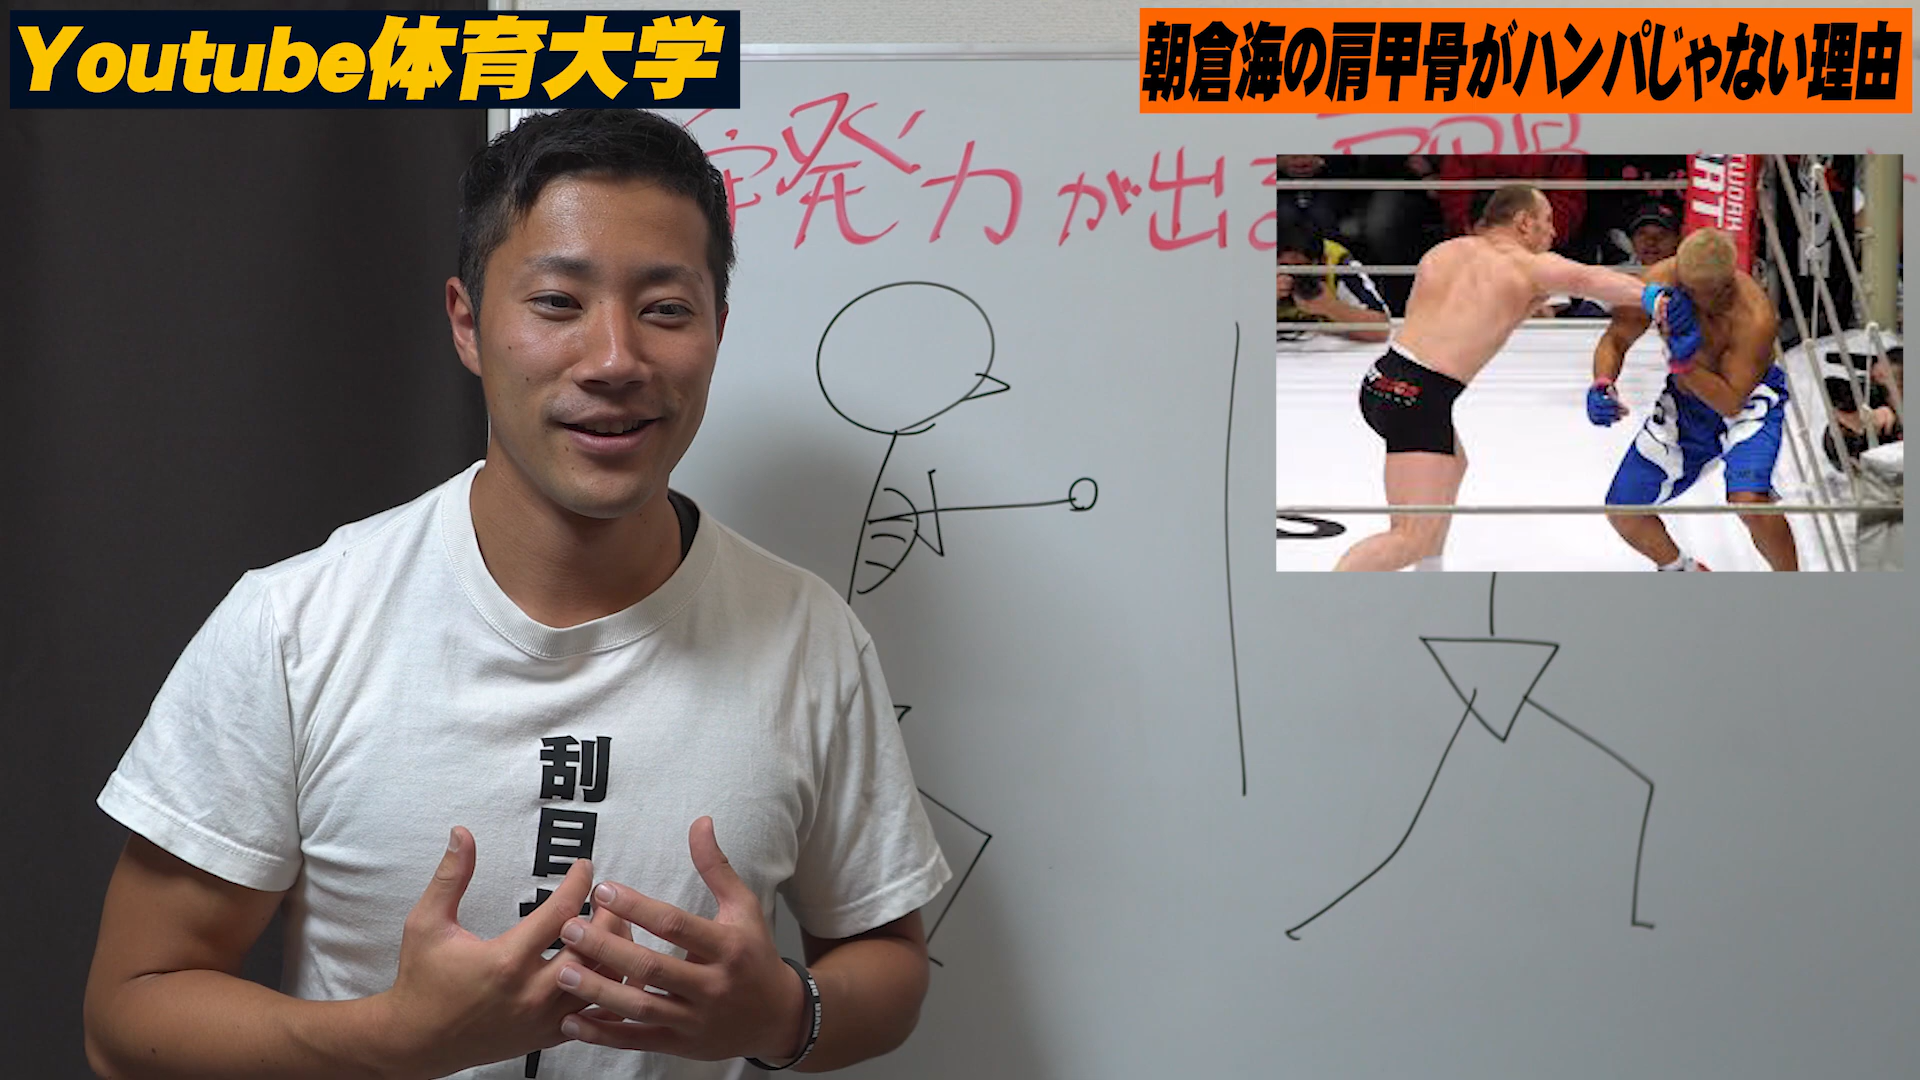 Youtube体育大学
朝倉海の肩甲骨がハンパじゃない理由
発力が出る
刮目